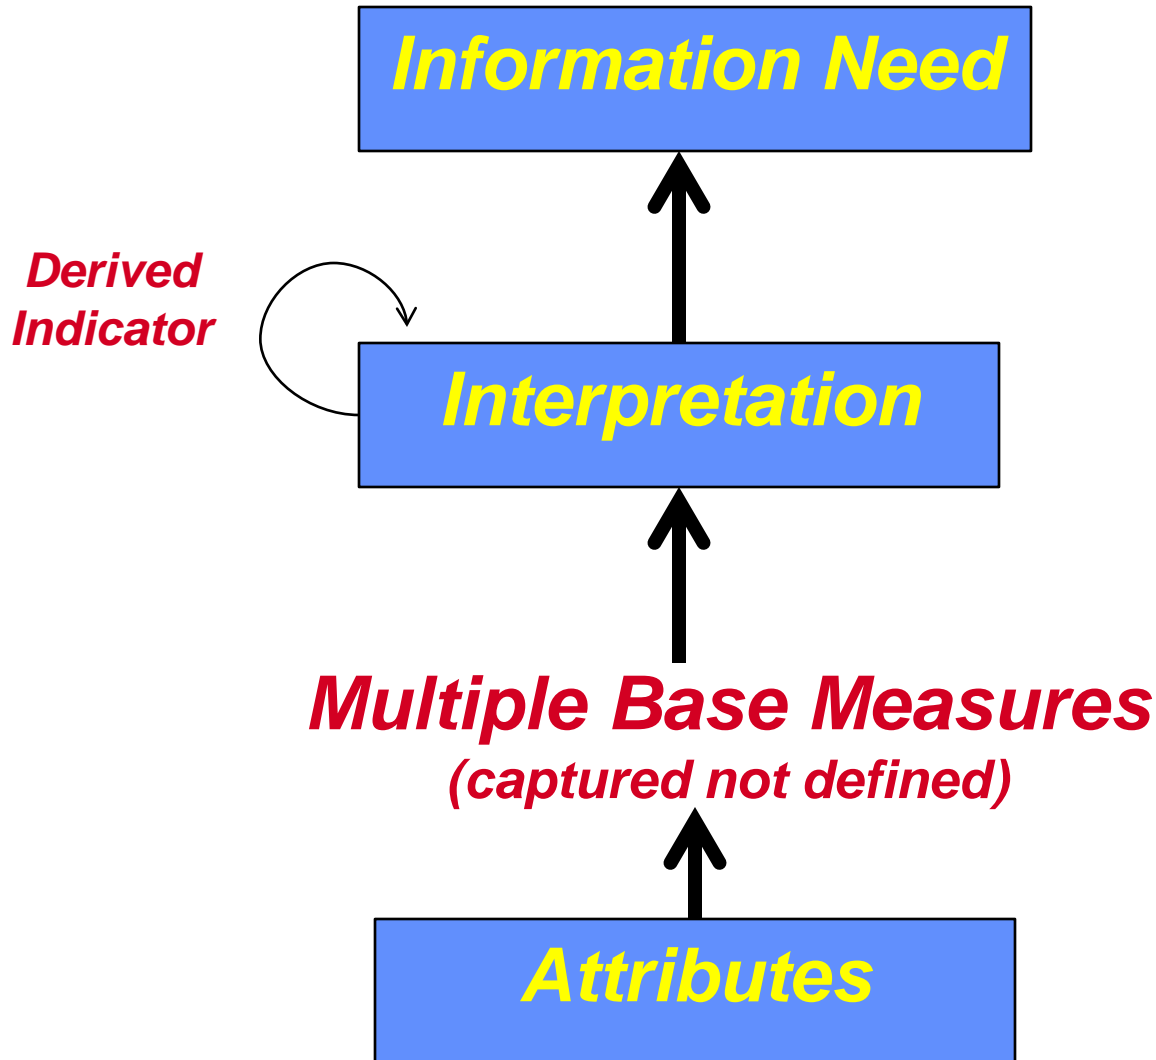 Information Need
Derived
Indicator
Interpretation
Multiple Base Measures
(captured not defined)
Attributes